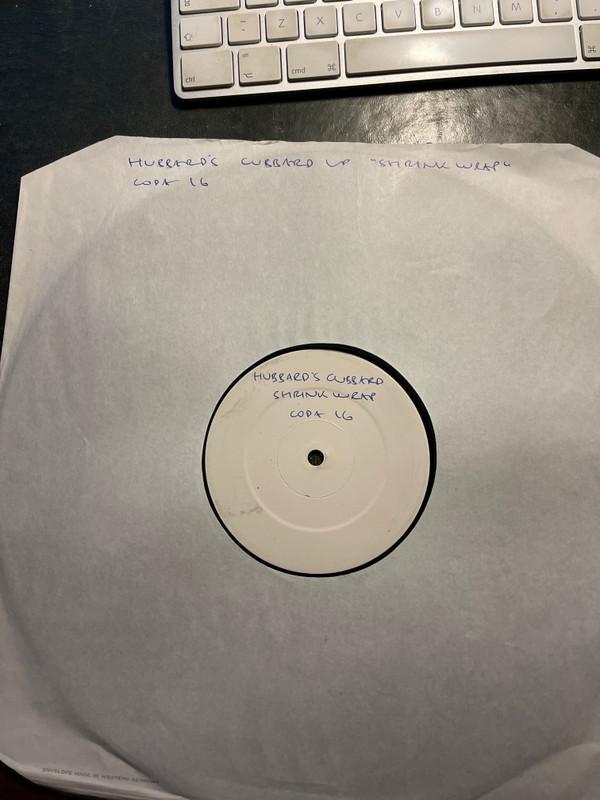 Z X C V B N M
ctrl ⌥ cmd ⌘ ⌘
HUBBARD'S CUBBARD LP "SHRINK WRAP"
COPA 16
HUBBARD'S CUBBARD
SHRINK WRAP
COPA 16